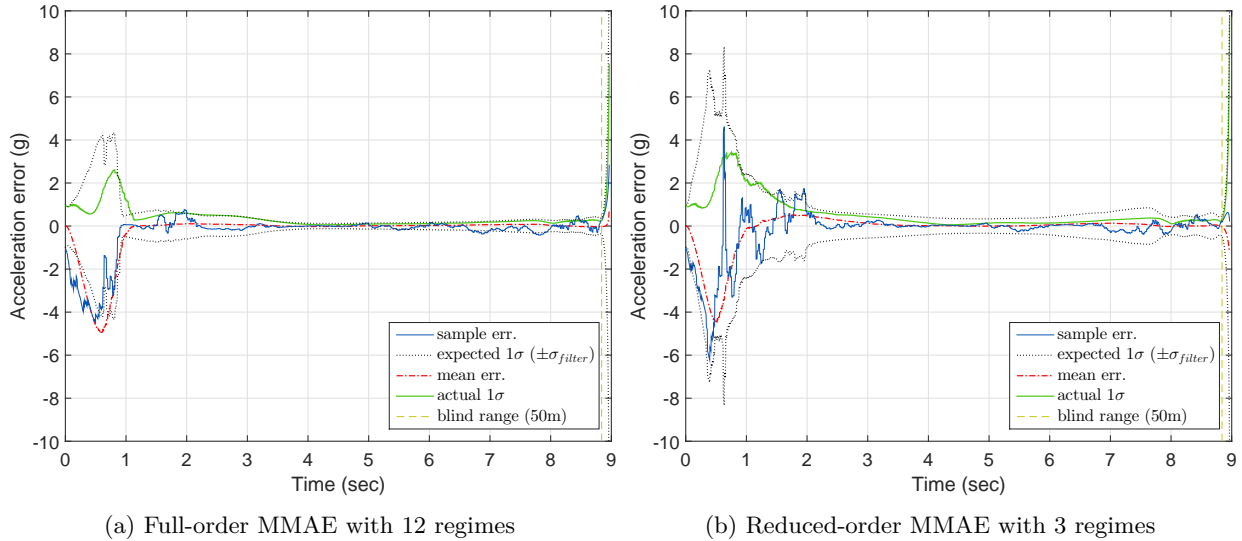 10
8
6
4
2
0
-2
-4
-6
-8
-10
Acceleration error (g)
sample err.
expected 1σ (±σfilter)
mean err.
actual 1σ
blind range (50m)
0 1 2 3 4 5 6 7 8 9
Time (sec)
(a) Full-order MMAE with 12 regimes
10
8
6
4
2
0
-2
-4
-6
-8
-10
Acceleration error (g)
sample err.
expected 1σ (±σfilter)
mean err.
actual 1σ
blind range (50m)
0 1 2 3 4 5 6 7 8 9
Time (sec)
(b) Reduced-order MMAE with 3 regimes